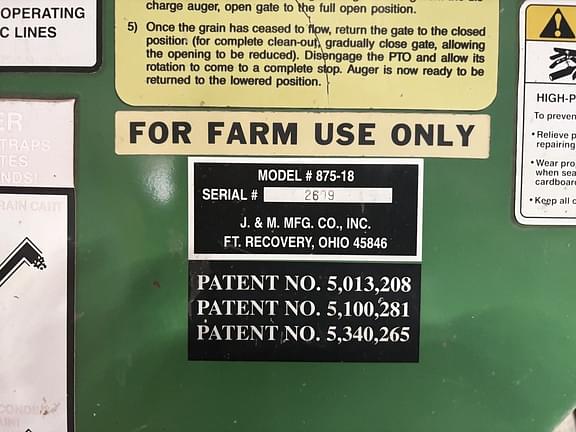 charge auger, open gate to the full open position.
5) Once the grain has ceased to flow, return the gate to the closed
position (for complete clean-out, gradually close gate, allowing
the opening to be reduced). Disengage the PTO and allow its
rotation to come to a complete stop. Auger is now ready to be
returned to the lowered position.
OPERATING
C LINES
FOR FARM USE ONLY
MODEL # 875-18
SERIAL #
J. & M. MFG. CO., INC.
FT. RECOVERY, OHIO 45846
PATENT NO. 5,013,208
PATENT NO. 5,100,281
PATENT NO. 5,340,265
ER
TRAPS
TES
NDS!
RAIN CART
HIGH-P
To preven
• Relieve p
repairing
• Wear pro
when sea
cardboar
• Keep all c